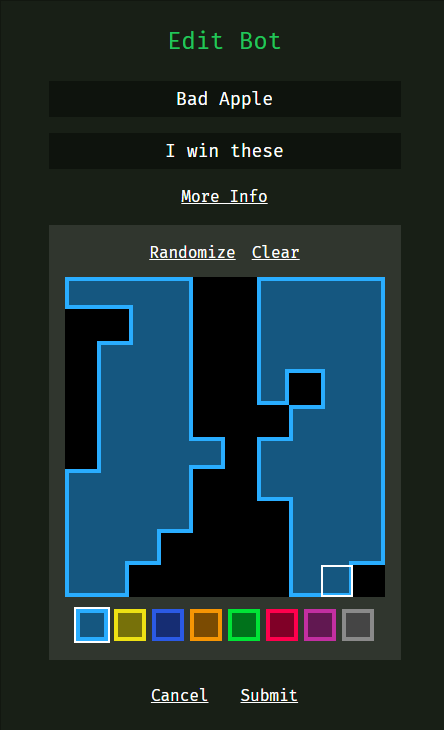 Edit Bot
Bad Apple
I win these
More Info
Randomize Clear
Cancel Submit